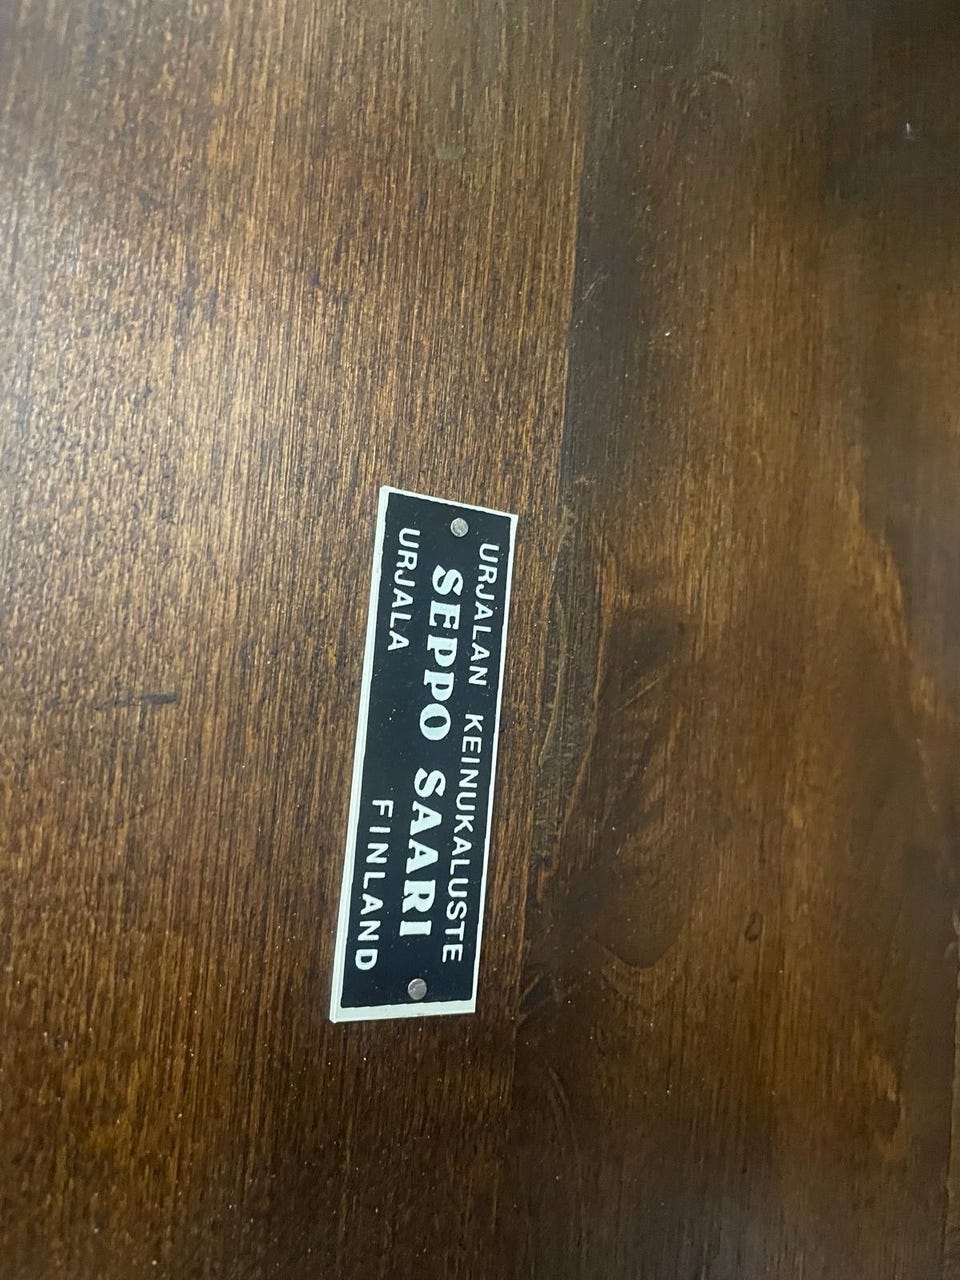 URJALAN KEINUKALUSTE
SEPPO SAARI
URJALA FINLAND